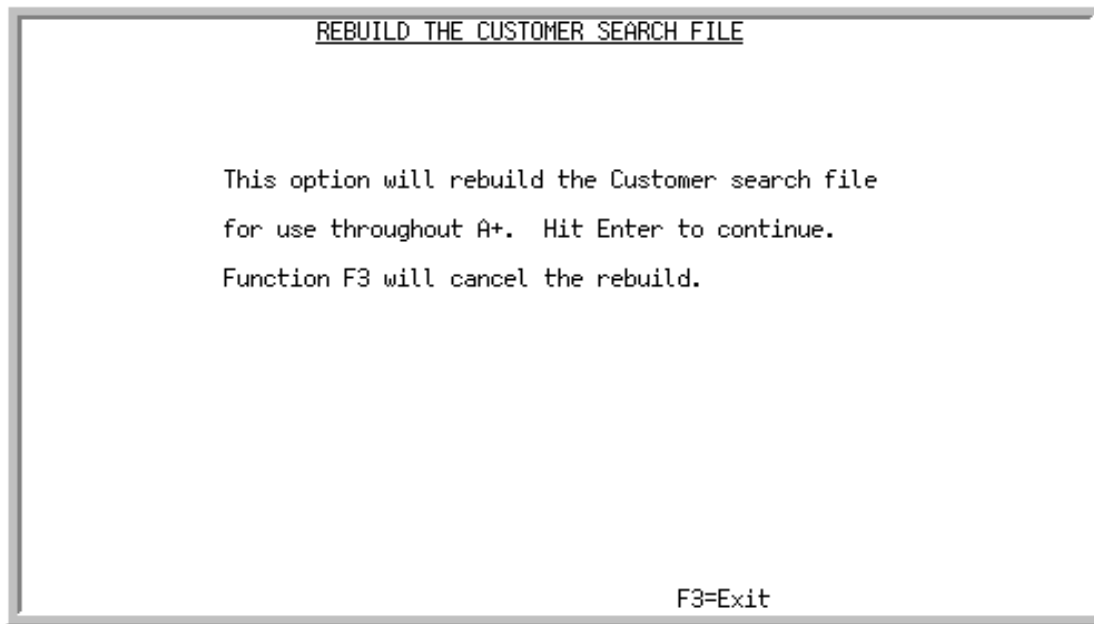 REBUILD THE CUSTOMER SEARCH FILE
This option will rebuild the Customer search file
for use throughout A+.  Hit Enter to continue.
Function F3 will cancel the rebuild.
F3=Exit